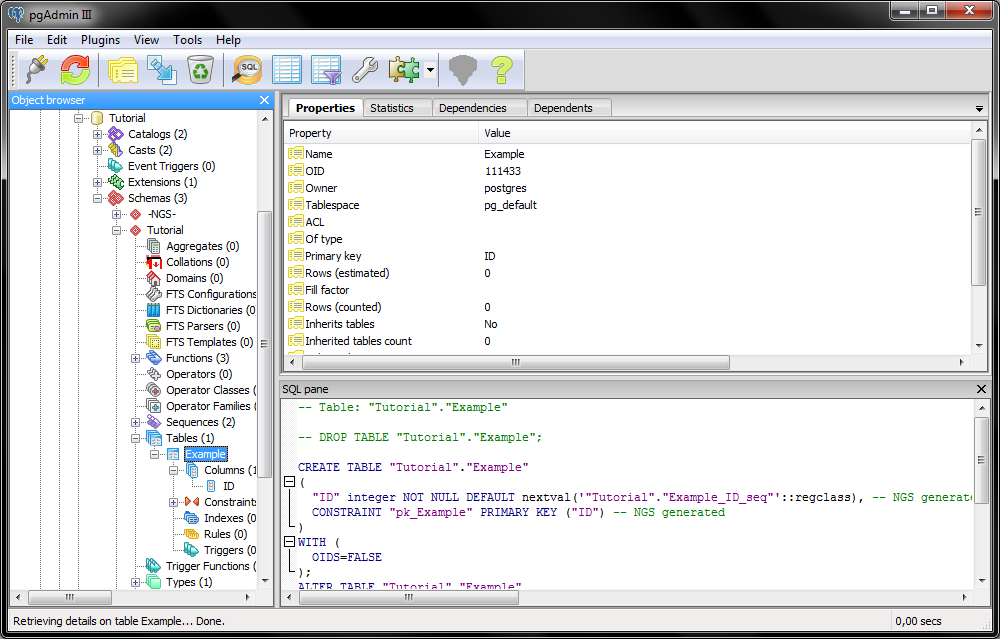 pgAdmin III
File Edit Plugins View Tools Help
SQL
Object browser
Tutorial
Catalogs (2)
Casts (2)
Event Triggers (0)
Extensions (1)
Schemas (3)
-NGS-
Tutorial
Aggregates (0)
Collations (0)
Domains (0)
FTS Configurations
FTS Dictionaries (0
FTS Parsers (0)
FTS Templates (0)
Functions (3)
Operators (0)
Operator Classes (
Operator Families (
Sequences (2)
Tables (1)
Example
Columns (1
ID
Constraints
Indexes (0
Rules (0)
Triggers (0
Trigger Functions (
Types (1)
Properties Statistics Dependencies Dependents
Property Value
Name Example
OID 111433
Owner postgres
Tablespace pg_default
ACL
Of type
Primary key ID
Rows (estimated) 0
Fill factor
Rows (counted) 0
Inherits tables No
Inherited tables count 0
SQL pane
-- Table: "Tutorial"."Example"
-- DROP TABLE "Tutorial"."Example";
CREATE TABLE "Tutorial"."Example"
(
"ID" integer NOT NULL DEFAULT nextval('"Tutorial"."Example_ID_seq"'::regclass), -- NGS generate
CONSTRAINT "pk_Example" PRIMARY KEY ("ID") -- NGS generated
)
WITH (
OIDS=FALSE
);
ALTER TABLE "Tutorial"."Example"
Retrieving details on table Example... Done. 0,00 secs